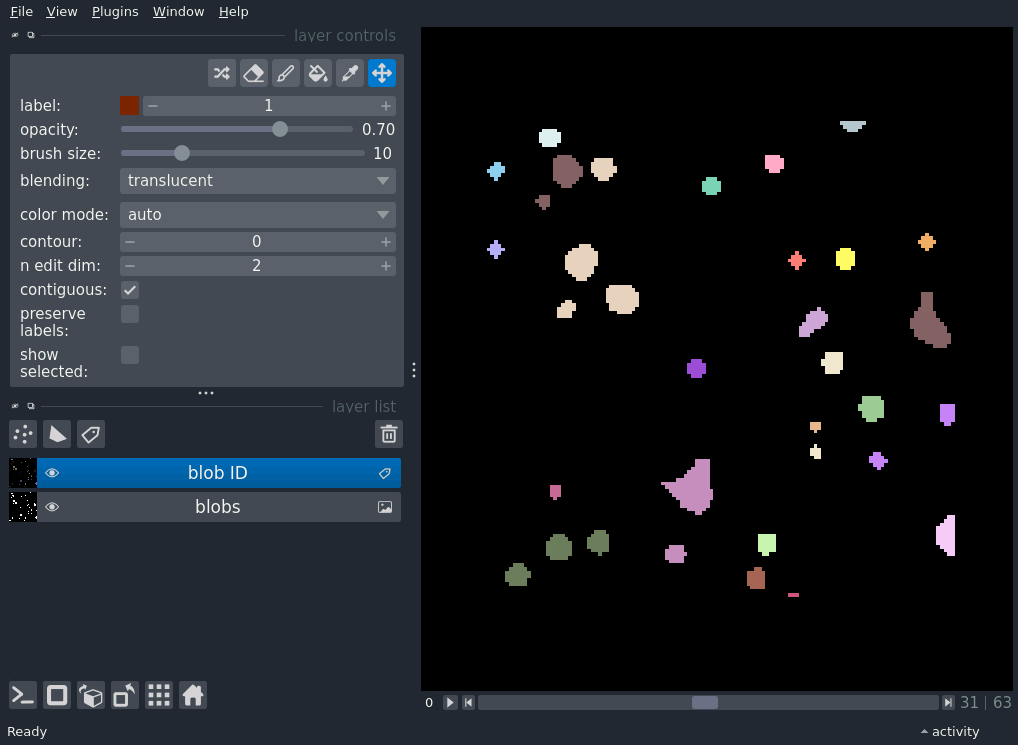 File View Plugins Window Help
layer controls
label: 1
opacity: 0.70
brush size: 10
blending: translucent
color mode: auto
contour: 0
n edit dim: 2
contiguous:
preserve
labels:
show
selected:
layer list
blob ID
blobs
0 31 | 63
Ready activity